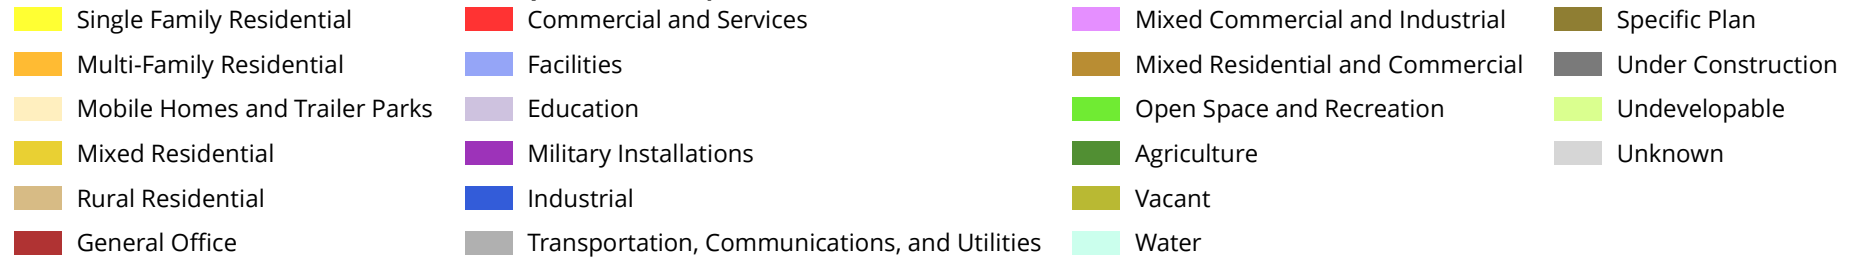 Single Family Residential
Multi-Family Residential
Mobile Homes and Trailer Parks
Mixed Residential
Rural Residential
General Office
Commercial and Services
Facilities
Education
Military Installations
Industrial
Transportation, Communications, and Utilities
Mixed Commercial and Industrial
Mixed Residential and Commercial
Open Space and Recreation
Agriculture
Vacant
Water
Specific Plan
Under Construction
Undevelopable
Unknown